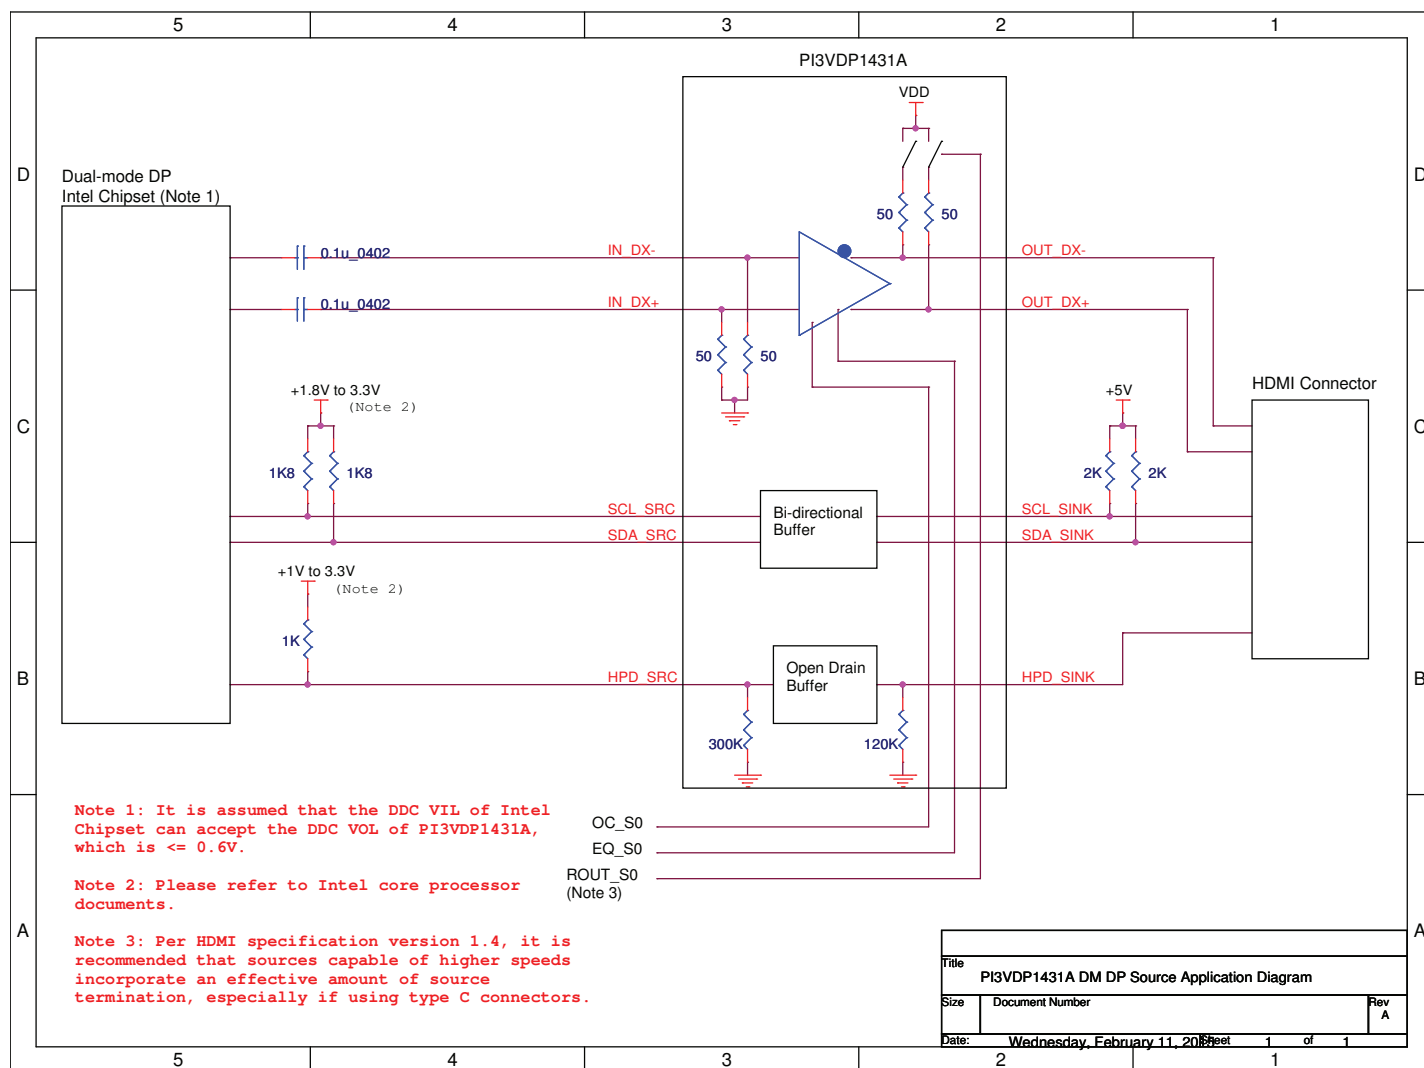 5 4 3 2 1
PI3VDP1431A
VDD
D D
Dual-mode DP
Intel Chipset (Note 1)
50 50
0.1u_0402 IN_DX- OUT_DX-
0.1u_0402 IN_DX+ OUT_DX+
50 50
+1.8V to 3.3V +5V HDMI Connector
(Note 2)
C C
1K8 1K8 2K 2K
SCL_SRC Bi-directional SCL_SINK
SDA_SRC Buffer SDA_SINK
+1V to 3.3V
(Note 2)
1K
Open Drain
HPD_SRC Buffer HPD_SINK
B B
300K 120K
Note 1: It is assumed that the DDC VIL of Intel
Chipset can accept the DDC VOL of PI3VDP1431A,
which is <= 0.6V.
OC_S0
EQ_S0
ROUT_S0
(Note 3)
Note 2: Please refer to Intel core processor
documents.
A A
Note 3: Per HDMI specification version 1.4, it is
recommended that sources capable of higher speeds
incorporate an effective amount of source
termination, especially if using type C connectors.
Title
PI3VDP1431A DM DP Source Application Diagram
Size Document Number Rev
A
Date: Wednesday, February 11, Sheet 1 of 1
5 4 3 2 1